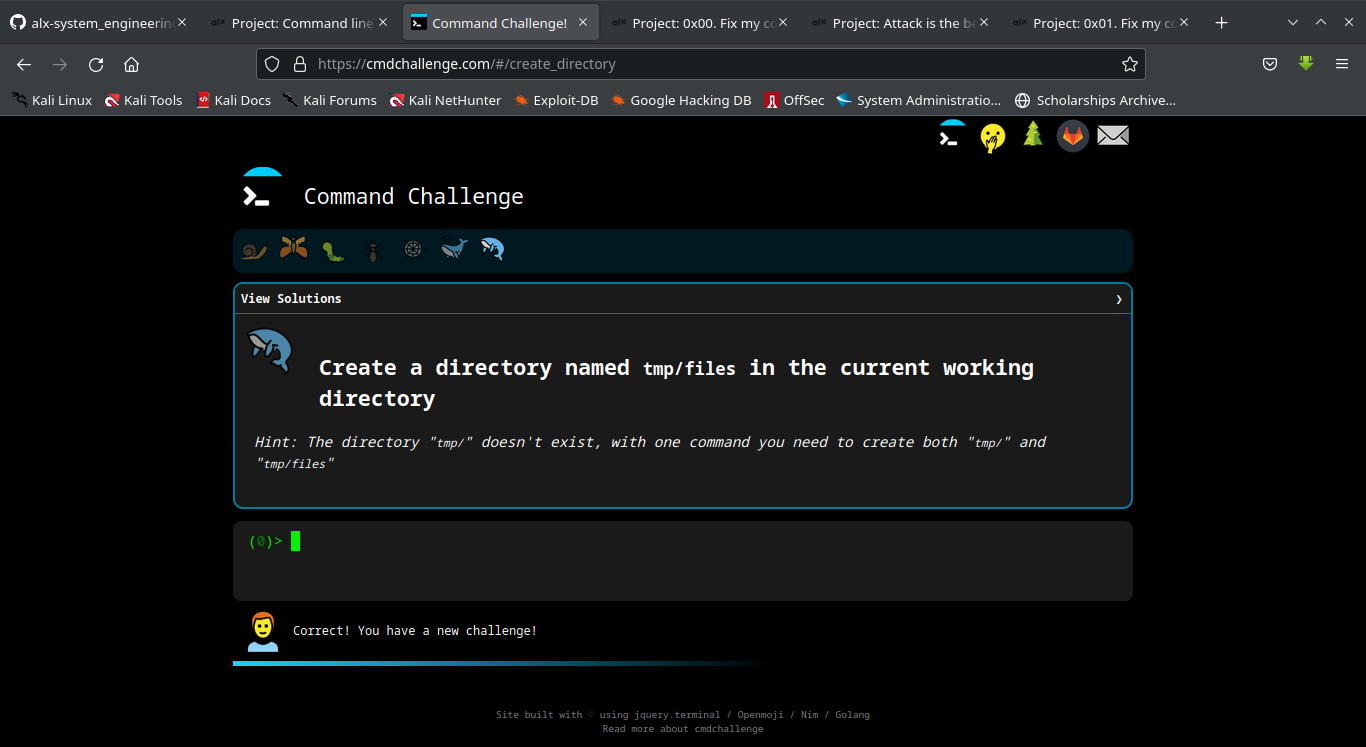 alx-system_engineerin
Project: Command line
Command Challenge!
Project: 0x00. Fix my co
Project: Attack is the be
Project: 0x01. Fix my co
https://cmdchallenge.com/#/create_directory
Kali Linux
Kali Tools
Kali Docs
Kali Forums
Kali NetHunter
Exploit-DB
Google Hacking DB
OffSec
System Administratio...
Scholarships Archive...
Command Challenge
View Solutions
Create a directory named tmp/files in the current working
directory
Hint: The directory "tmp/" doesn't exist, with one command you need to create both "tmp/" and
"tmp/files"
(0)>
Correct! You have a new challenge!
Site built with ♡ using jquery.terminal / Openmoji / Nim / Golang
Read more about cmdchallenge